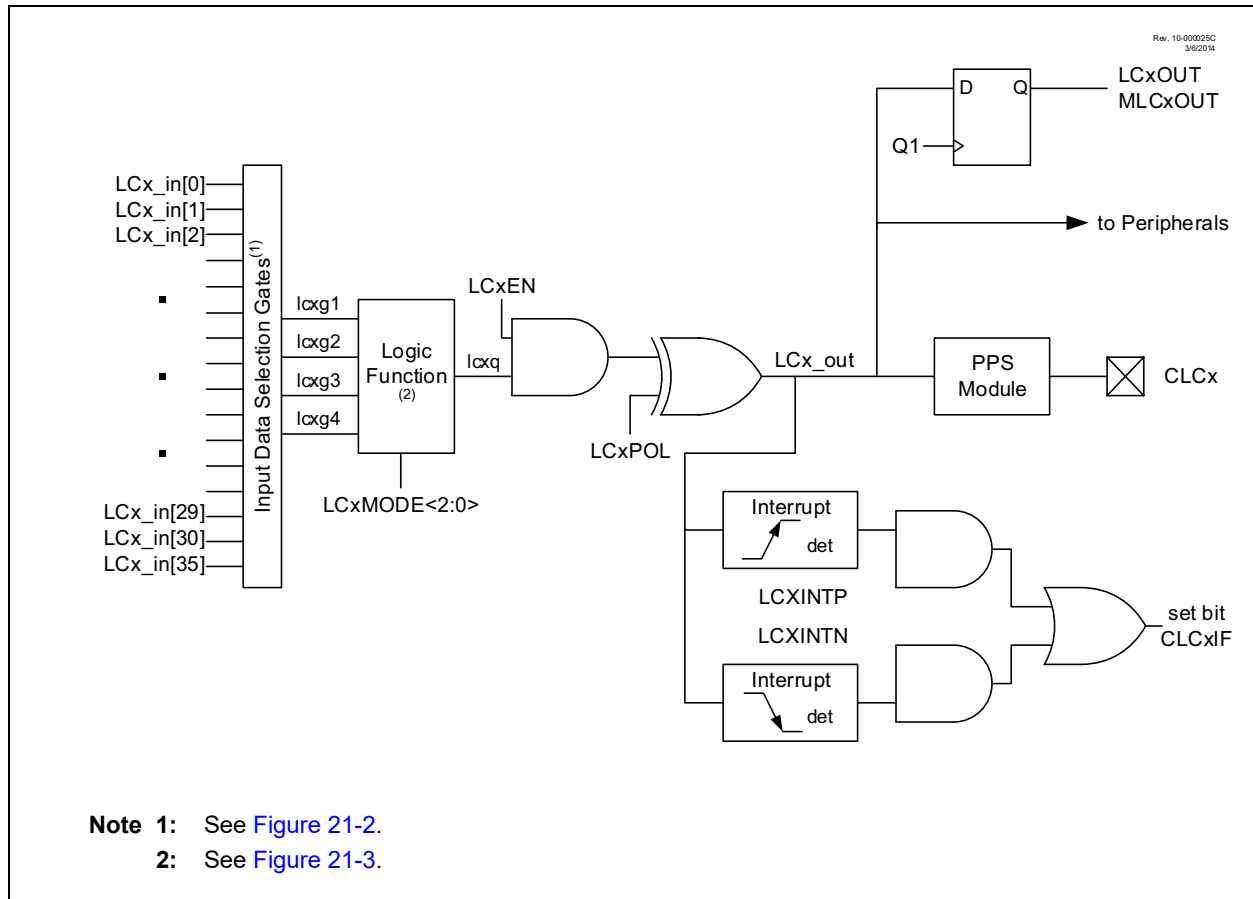 Rev. 10-000025C
3/6/2014
LCxOUT
MLCxOUT
D Q
Q1
to Peripherals
LCx_in[0]
LCx_in[1]
LCx_in[2]
LCx_in[29]
LCx_in[30]
LCx_in[35]
Input Data Selection Gates(1)
lcxg1
lcxg2
lcxg3
lcxg4
Logic
Function
(2)
LCxMODE<2:0>
lcxq
LCxEN
LCxPOL
LCx_out
PPS
Module
CLCx
Interrupt
det
LCXINTP
LCXINTN
Interrupt
det
set bit
CLCxIF
Note 1: See Figure 21-2.
2: See Figure 21-3.